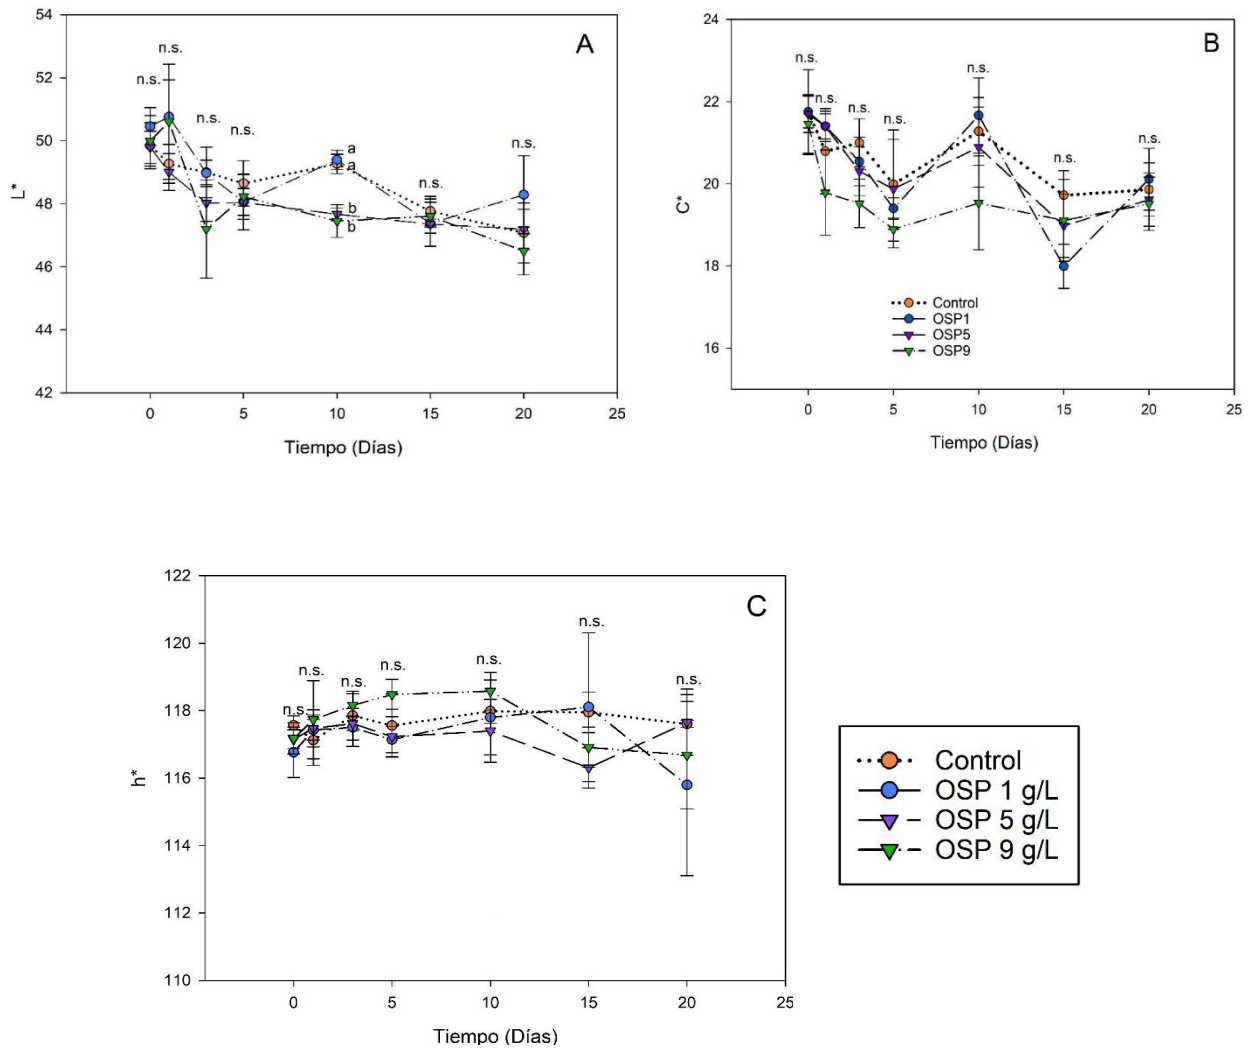 A
54
52
50
48
46
44
42
L*
n.s.
n.s.
n.s.
n.s.
a
a
b
b
n.s.
n.s.
0
5
10
15
20
25
Tiempo (Días)
B
24
22
20
18
16
C*
n.s.
n.s.
n.s.
n.s.
n.s.
n.s.
n.s.
Control
OSP1
OSP5
OSP9
0
5
10
15
20
25
Tiempo (Días)
C
122
120
118
116
114
112
110
h*
n.s.
n.s.
n.s.
n.s.
n.s.
n.s.
n.s.
0
5
10
15
20
25
Tiempo (Días)
Control
OSP 1 g/L
OSP 5 g/L
OSP 9 g/L